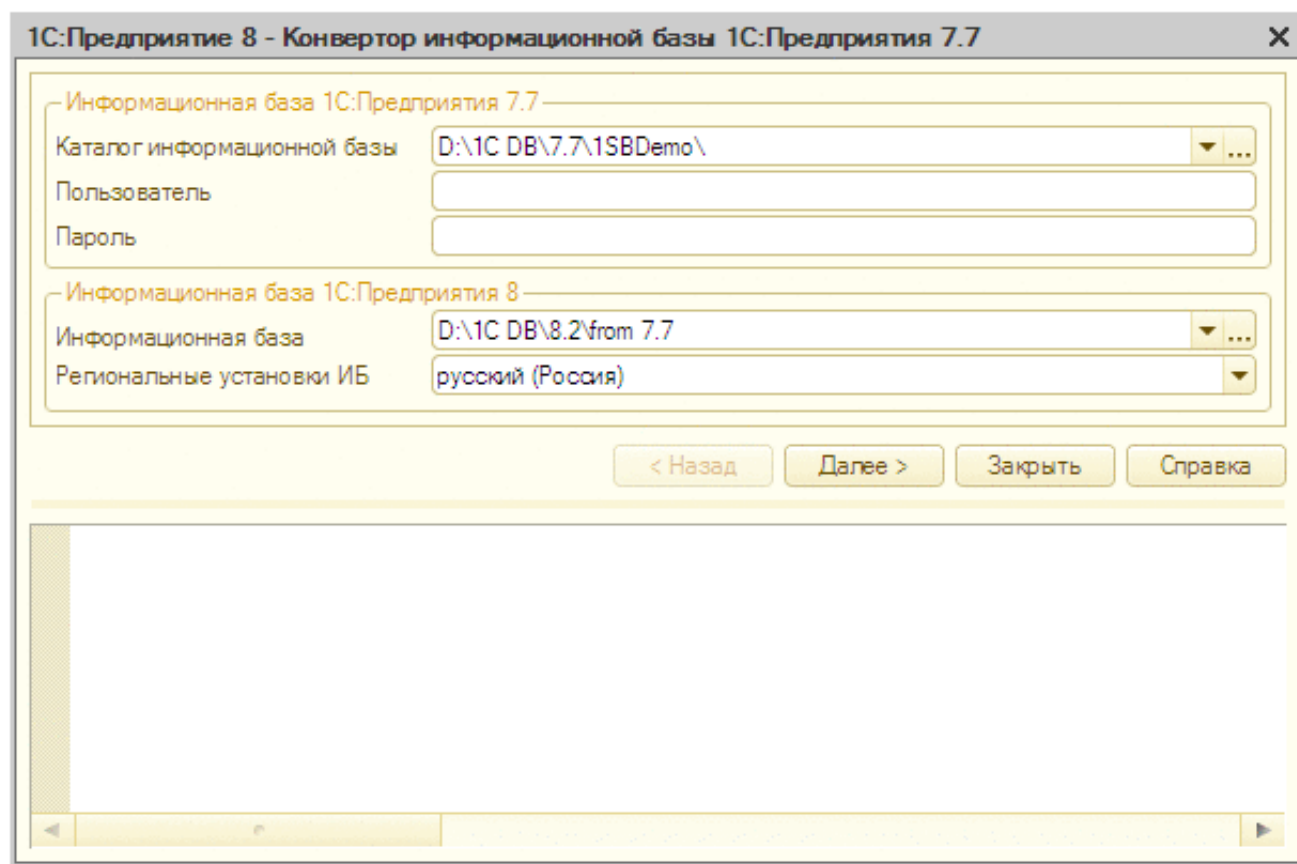 1С:Предприятие 8 - Конвертор информационной базы 1С:Предприятия 7.7
Информационная база 1С:Предприятия 7.7
Каталог информационной базы D:\1C DB\7.7\1SBDemo\ ...
Пользователь
Пароль
Информационная база 1С:Предприятия 8
Информационная база D:\1C DB\8.2\from 7.7 ...
Региональные установки ИБ русский (Россия)
< Назад Далее > Закрыть Справка